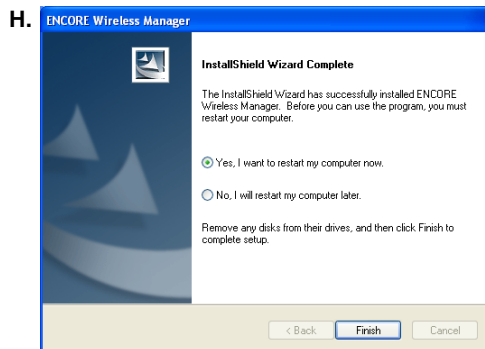 H.
ENCORE Wireless Manager
InstallShield Wizard Complete
The InstallShield Wizard has successfully installed ENCORE
Wireless Manager. Before you can use the program, you must
restart your computer.
Yes, I want to restart my computer now.
No, I will restart my computer later.
Remove any disks from their drives, and then click Finish to
complete setup.
< Back Finish Cancel